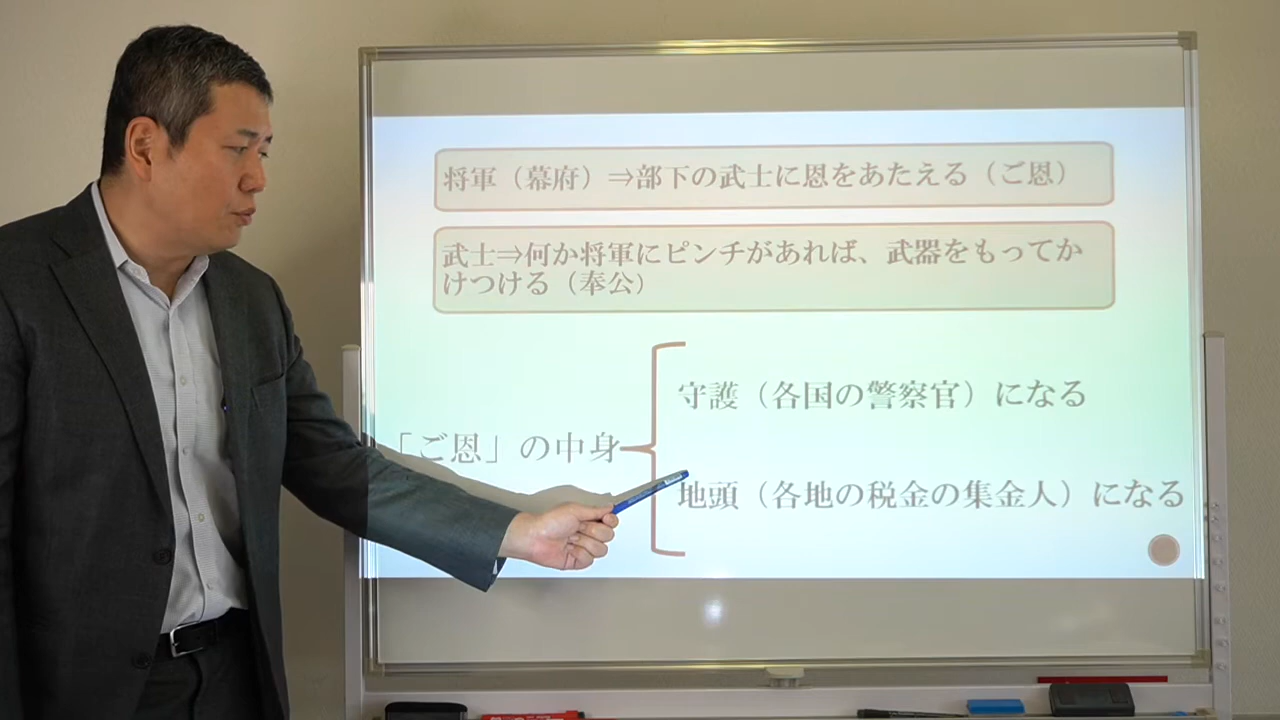 将軍（幕府）⇒部下の武士に恩をあたえる（ご恩）
武士⇒何か将軍にピンチがあれば、武器をもってか
けつける（奉公）
守護（各国の警察官）になる
「ご恩」の中身
地頭（各地の税金の集金人）になる